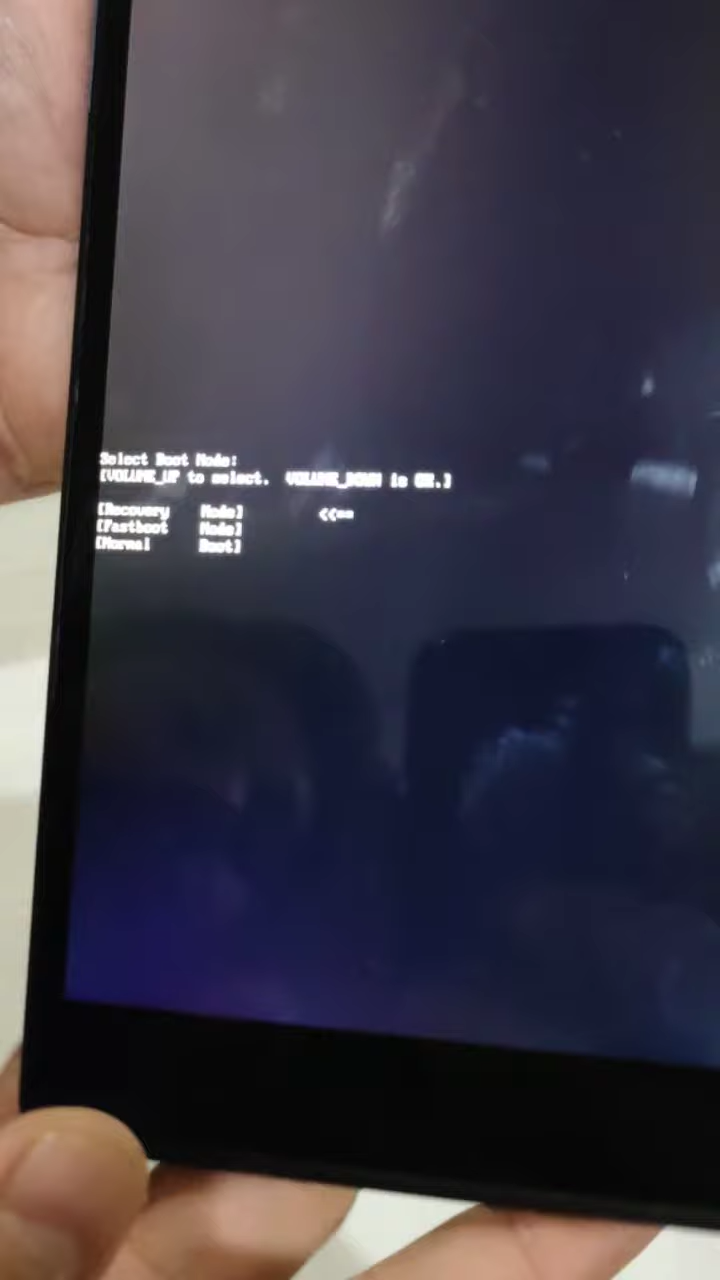 Select Boot Mode:
[VOLUME_UP to select.  VOLUME_DOWN is OK.]
[Recovery    Mode]         <<==
[Fastboot    Mode]
[Normal      Boot]